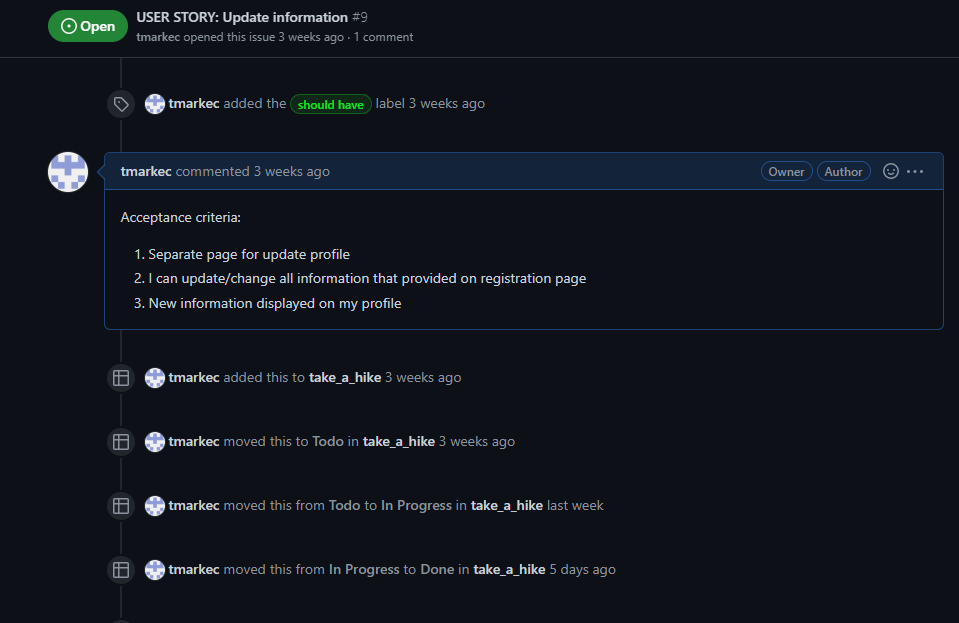 Open
USER STORY: Update information #9
tmarkec opened this issue 3 weeks ago · 1 comment
tmarkec added the should have label 3 weeks ago
tmarkec commented 3 weeks ago Owner Author
Acceptance criteria:
1. Separate page for update profile
2. I can update/change all information that provided on registration page
3. New information displayed on my profile
tmarkec added this to take_a_hike 3 weeks ago
tmarkec moved this to Todo in take_a_hike 3 weeks ago
tmarkec moved this from Todo to In Progress in take_a_hike last week
tmarkec moved this from In Progress to Done in take_a_hike 5 days ago